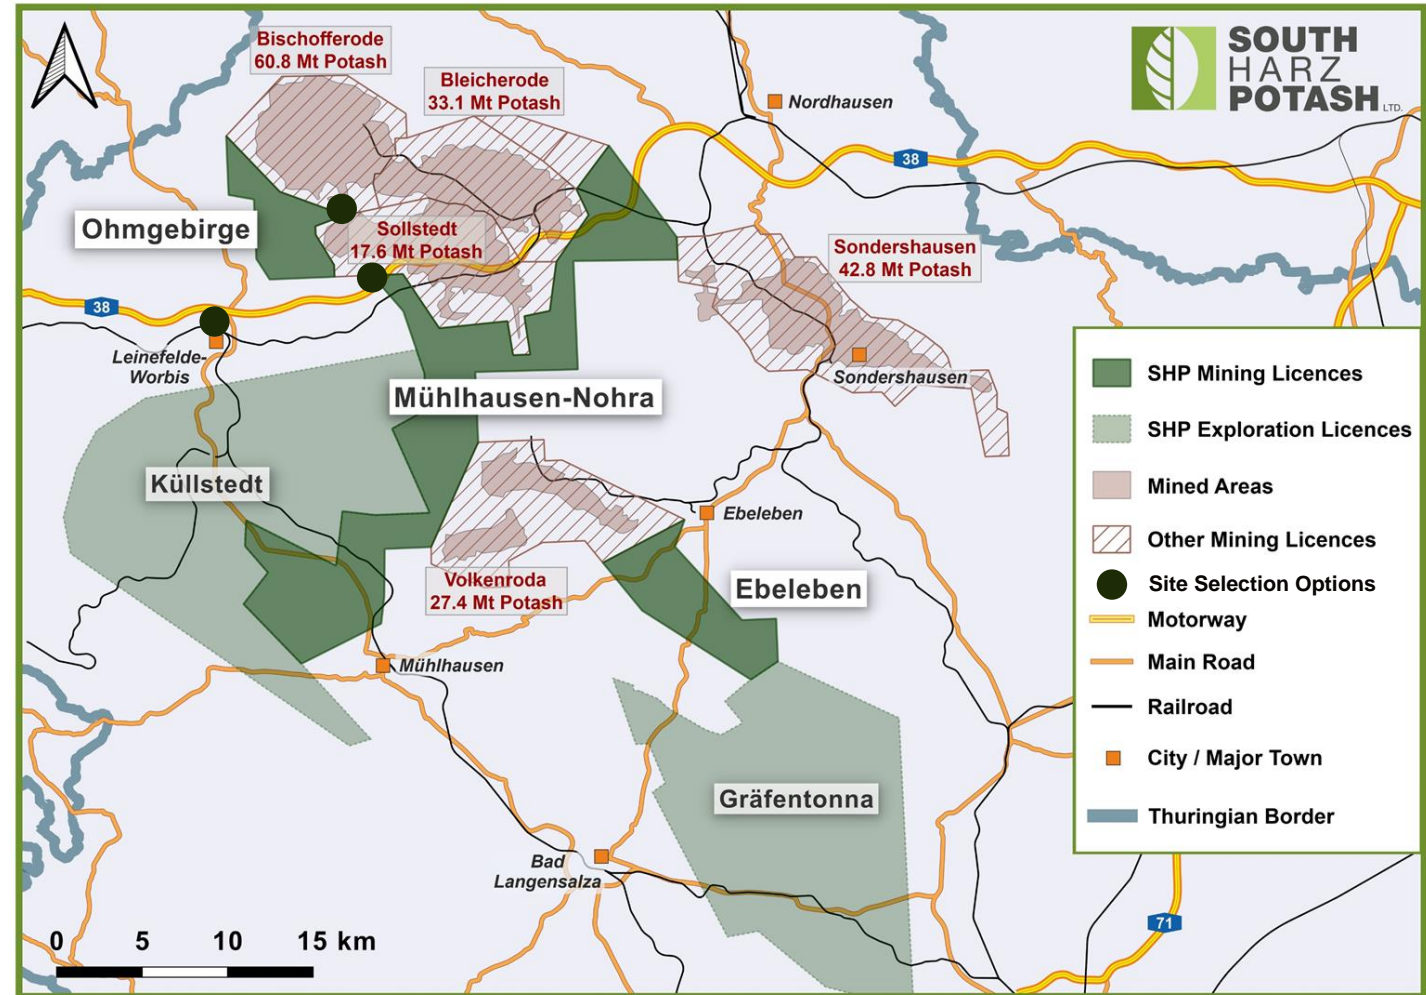 Bischofferode
60.8 Mt Potash
Bleicherode
33.1 Mt Potash
SOUTH
HARZ
POTASH LTD.
Nordhausen
38
Ohmgebirge
Sollstedt
17.6 Mt Potash
Sondershausen
42.8 Mt Potash
38
Leinefelde-
Worbis
Sondershausen
Mühlhausen-Nohra
Küllstedt
Ebeleben
Volkenroda
27.4 Mt Potash
Ebeleben
Mühlhausen
Gräfentonna
Bad
Langensalza
SHP Mining Licences
SHP Exploration Licences
Mined Areas
Other Mining Licences
Site Selection Options
Motorway
Main Road
Railroad
City / Major Town
Thuringian Border
71
0 5 10 15 km